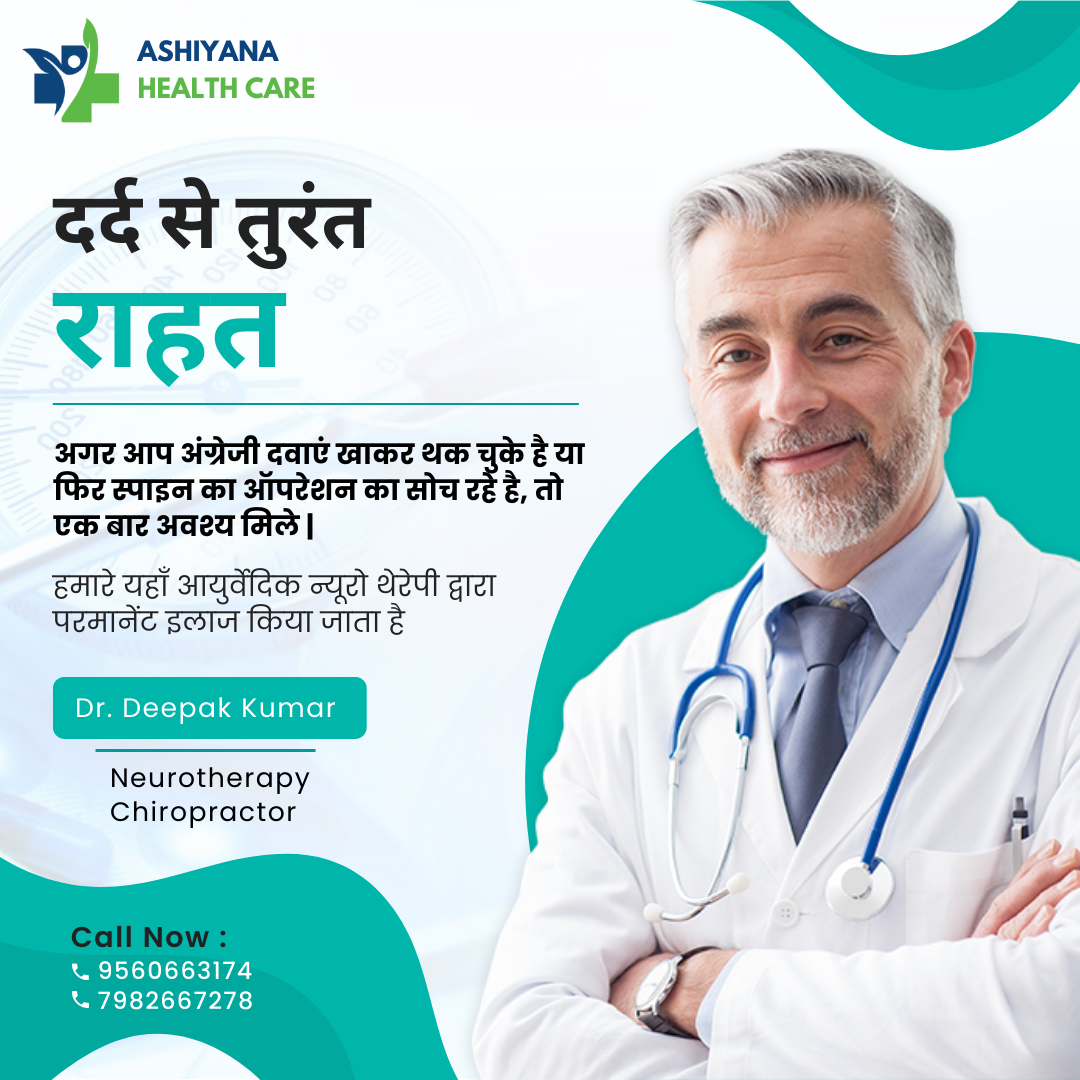 ASHIYANA
HEALTH CARE
दर्द से तुरंत
राहत
अगर आप अंग्रेजी दवाएं खाकर थक चुके है या
फिर स्पाइन का ऑपरेशन का सोच रहे है, तो
एक बार अवश्य मिले |
हमारे यहाँ आयुर्वेदिक न्यूरो थेरेपी द्वारा
परमानेंट इलाज किया जाता है
Dr. Deepak Kumar
Neurotherapy
Chiropractor
Call Now :
9560663174
7982667278